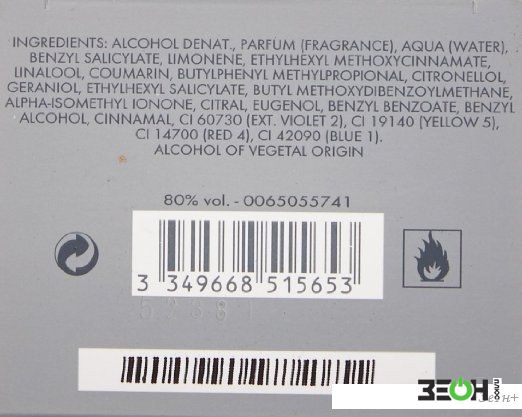 INGREDIENTS: ALCOHOL DENAT., PARFUM (FRAGRANCE), AQUA (WATER),
BENZYL SALICYLATE, LIMONENE, ETHYLHEXYL METHOXYCINNAMATE,
LINALOOL, COUMARIN, BUTYLPHENYL METHYLPROPIONAL, CITRONELLOL,
GERANIOL, ETHYLHEXYL SALICYLATE, BUTYL METHOXYDIBENZOYLMETHANE,
ALPHA-ISOMETHYL IONONE, CITRAL, EUGENOL, BENZYL BENZOATE, BENZYL
ALCOHOL, CINNAMAL, CI 60730 (EXT. VIOLET 2), CI 19140 (YELLOW 5),
CI 14700 (RED 4), CI 42090 (BLUE 1).
ALCOHOL OF VEGETAL ORIGIN
80% vol. - 0065055741
3 349668 515653
ЗЕОН
Зеон+